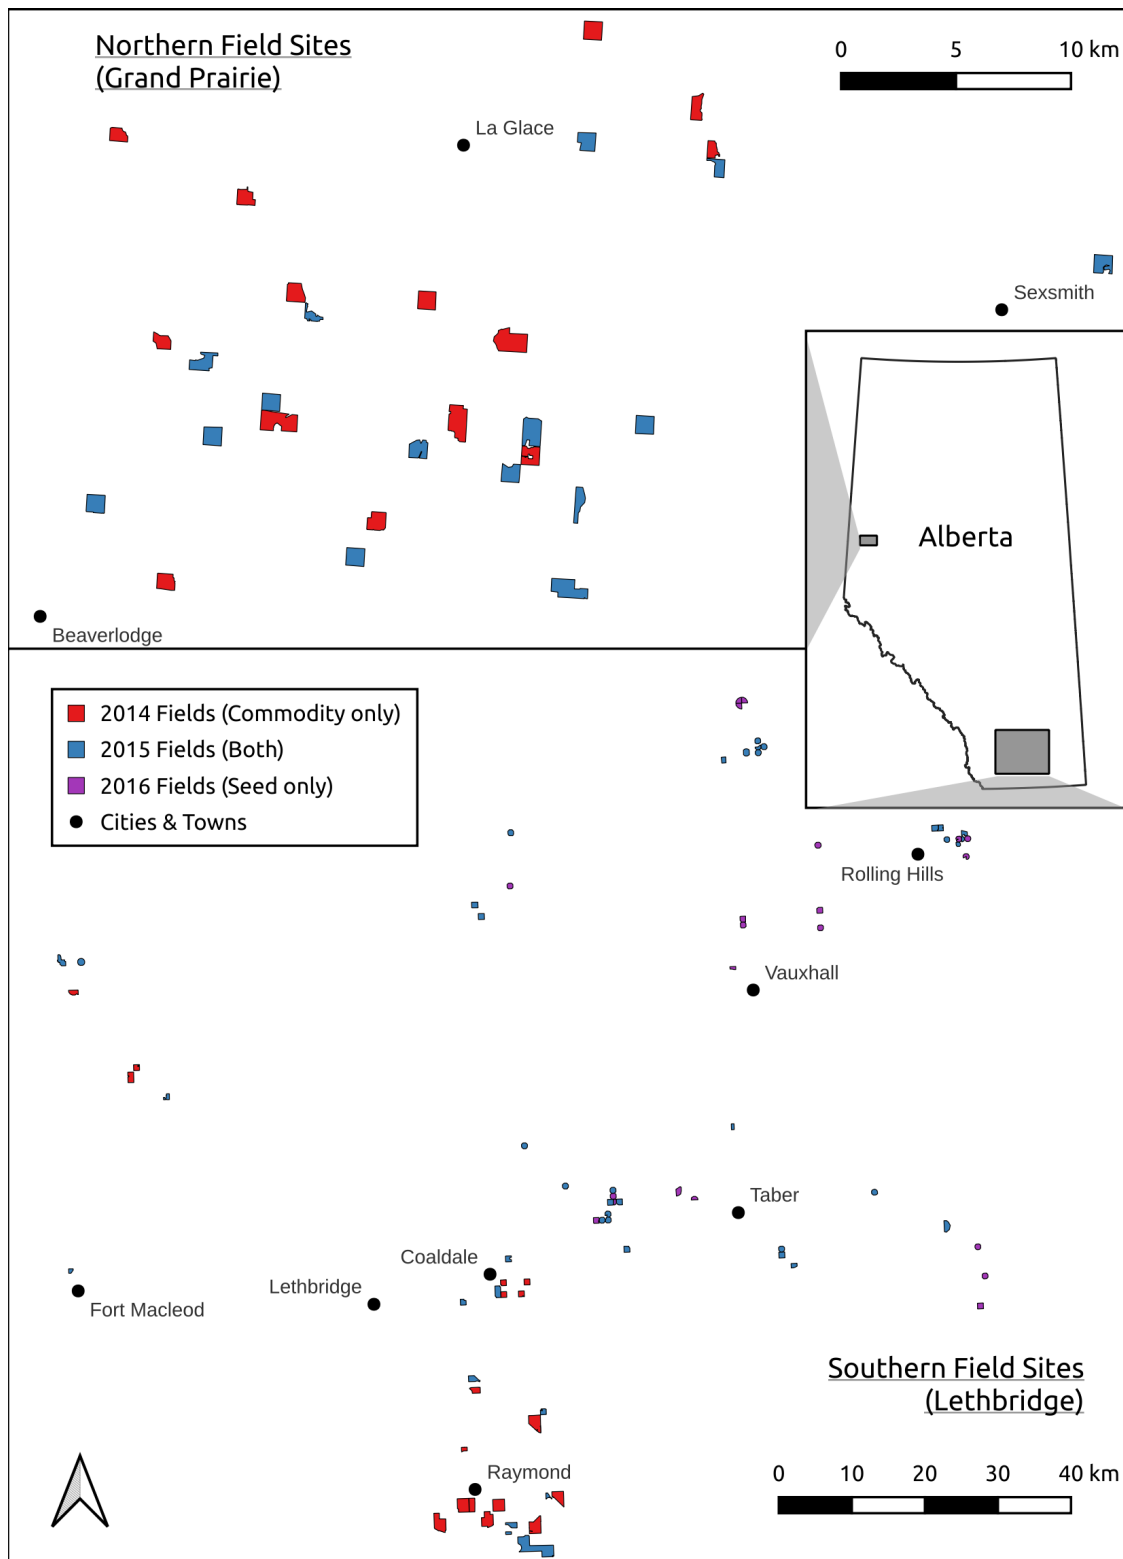 Northern Field Sites
(Grand Prairie)
0 5 10 km
La Glace
Sexsmith
Alberta
Beaverlodge
2014 Fields (Commodity only)
2015 Fields (Both)
2016 Fields (Seed only)
Cities & Towns
Rolling Hills
Vauxhall
Taber
Coaldale
Lethbridge
Fort Macleod
Southern Field Sites
(Lethbridge)
Raymond
0 10 20 30 40 km